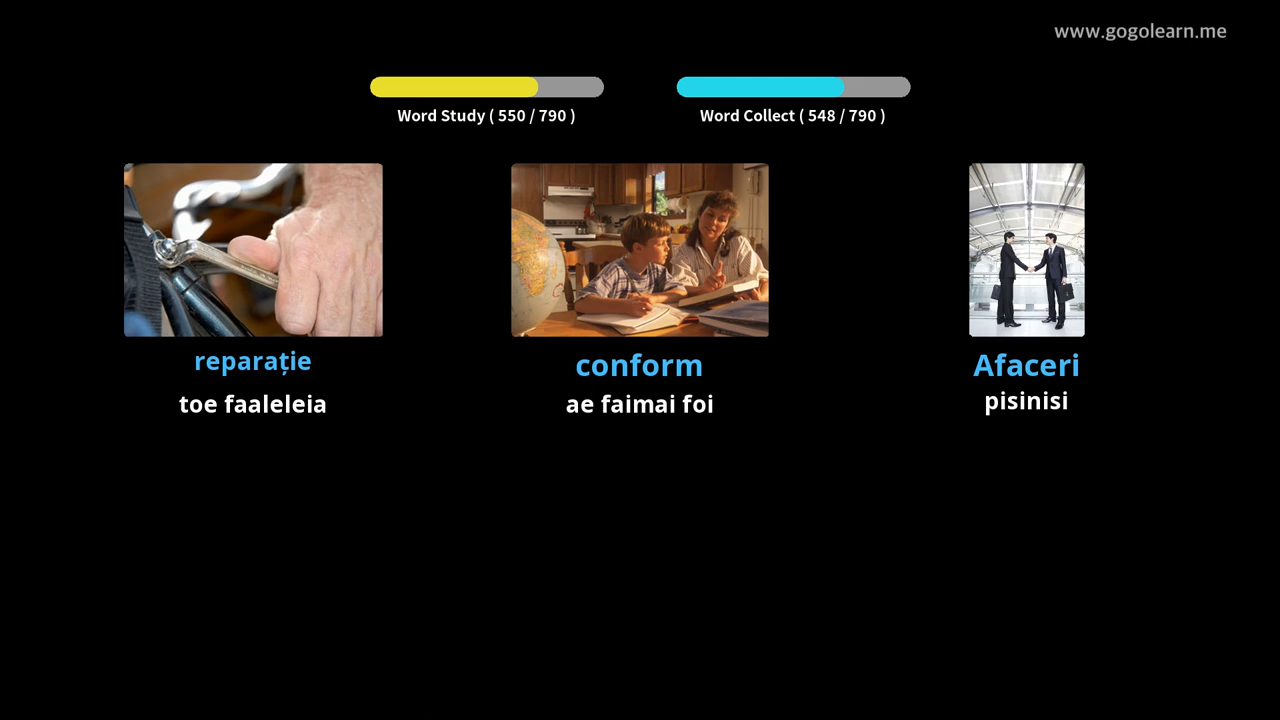 www.gogolearn.me
Word Study ( 550 / 790 )
Word Collect ( 548 / 790 )
reparație
conform
Afaceri
toe faaleleia
ae faimai foi
pisinisi